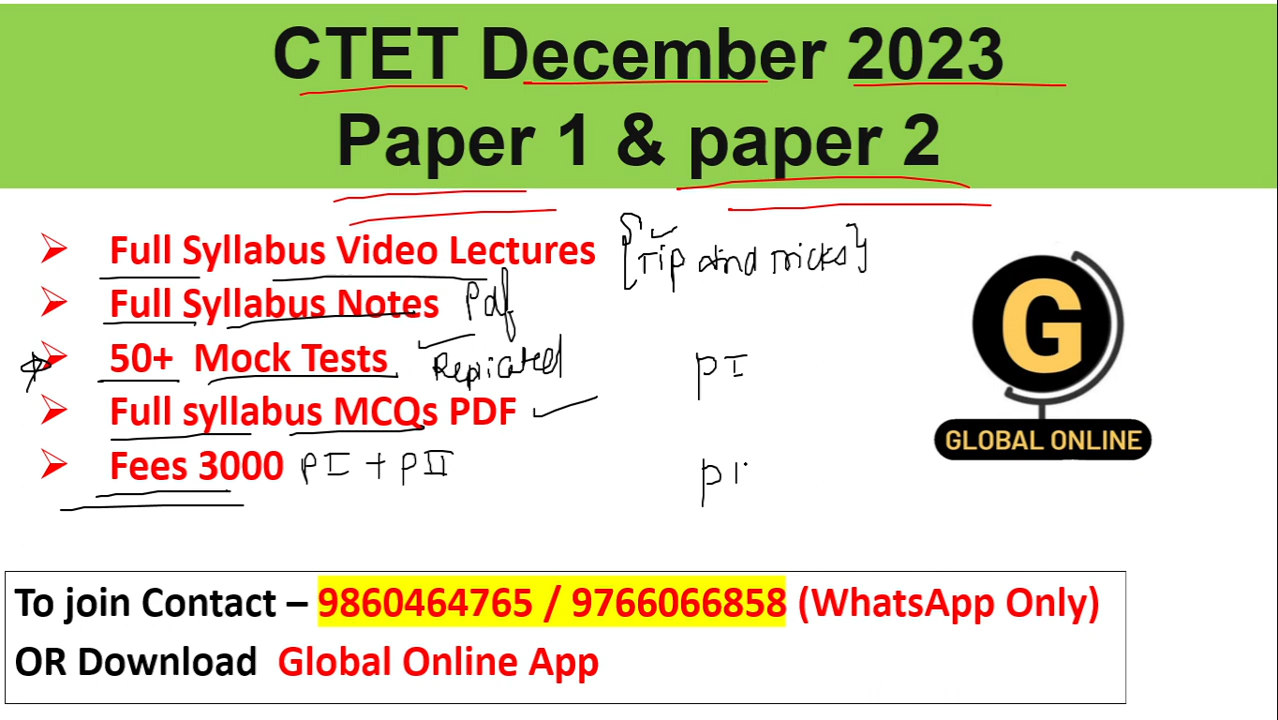 CTET December 2023
Paper 1 & paper 2
➢ Full Syllabus Video Lectures {Tip and Tricks}
➢ Full Syllabus Notes Pdf
➢ 50+ Mock Tests
PI
➢ Full syllabus MCQs PDF
➢ Fees 3000 PI + PII
G
GLOBAL ONLINE
To join Contact – 9860464765 / 9766066858 (WhatsApp Only)
OR Download Global Online App